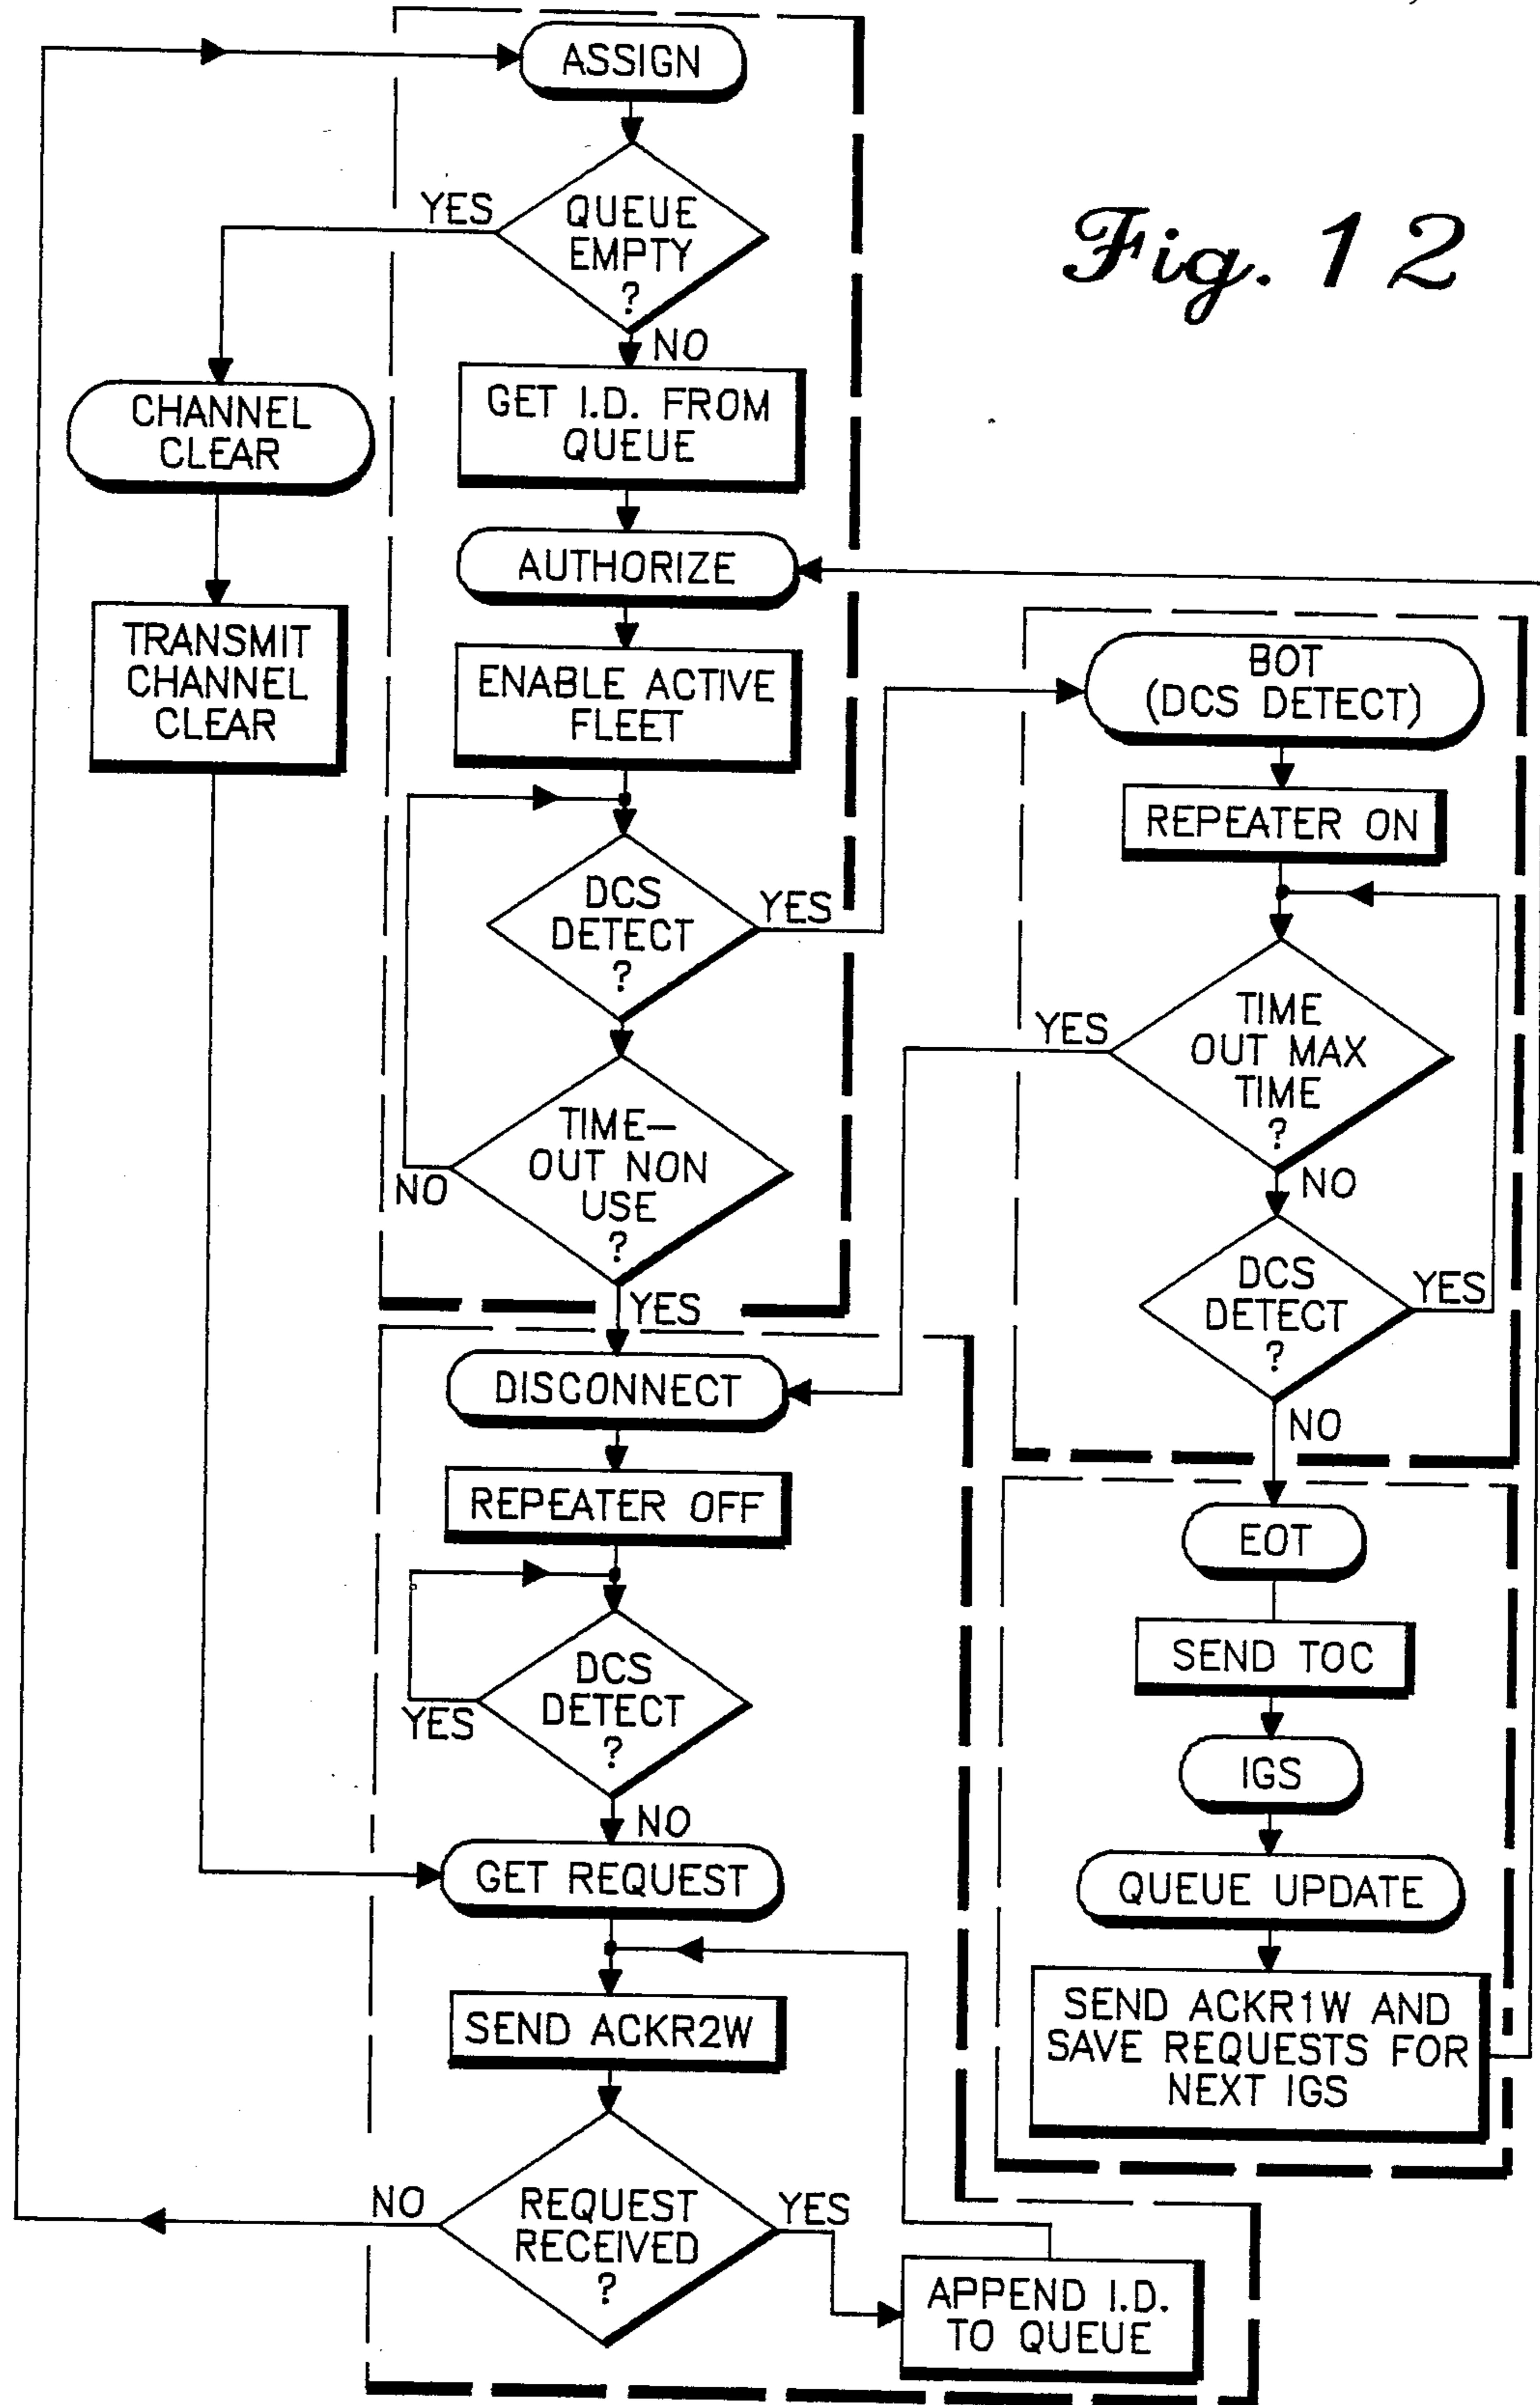 ASSIGN
YES
QUEUE
EMPTY
?
Fig. 12
NO
GET I.D. FROM
QUEUE
CHANNEL
CLEAR
AUTHORIZE
TRANSMIT
CHANNEL
CLEAR
ENABLE ACTIVE
FLEET
DCS
DETECT
?
YES
TIME-
OUT NON
USE
?
NO
YES
BOT
(DCS DETECT)
REPEATER ON
TIME
OUT MAX
TIME
?
YES
NO
DCS
DETECT
?
YES
NO
DISCONNECT
REPEATER OFF
DCS
DETECT
?
YES
NO
GET REQUEST
SEND ACKR2W
REQUEST
RECEIVED
?
NO
YES
APPEND I.D.
TO QUEUE
EOT
SEND TOC
IGS
QUEUE UPDATE
SEND ACKR1W AND
SAVE REQUESTS FOR
NEXT IGS